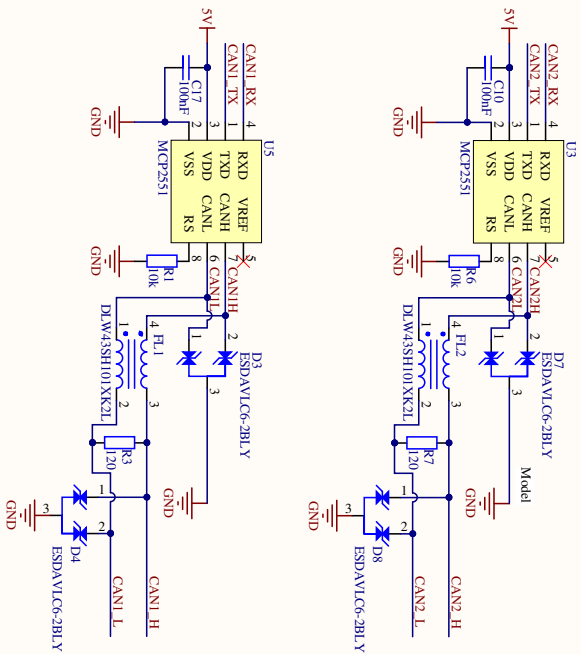 5V
C17
100nF
GND
CAN1_RX
CAN1_TX
4
1
3
2
U5
RXD
TXD
VDD
VSS
VREF
CANH
CANL
RS
MCP2551
5
7
6
8
CAN1H
CAN1L
R1
10k
GND
1
2
D3
ESDAVLC6-2BLY
3
GND
4
1
FL1
DLW43SH101XK2L
3
2
R3
120
1
2
3
GND
D4
ESDAVLC6-2BLY
CAN1_H
CAN1_L
5V
C10
100nF
GND
CAN2_RX
CAN2_TX
4
1
3
2
U3
RXD
TXD
VDD
VSS
VREF
CANH
CANL
RS
MCP2551
5
7
6
8
CAN2H
CAN2L
R6
10k
GND
1
2
D7
ESDAVLC6-2BLY
3
Model
GND
4
1
FL2
DLW43SH101XK2L
3
2
R7
120
1
2
3
GND
D8
ESDAVLC6-2BLY
CAN2_H
CAN2_L